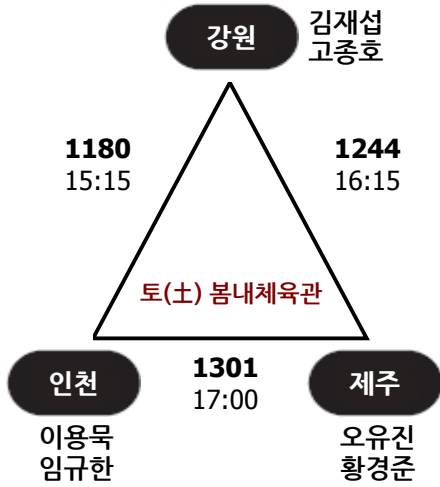 강원
김재섭
고종호
1180
15:15
1244
16:15
토(土) 봄내체육관
인천
1301
17:00
제주
이용묵
임규한
오유진
황경준